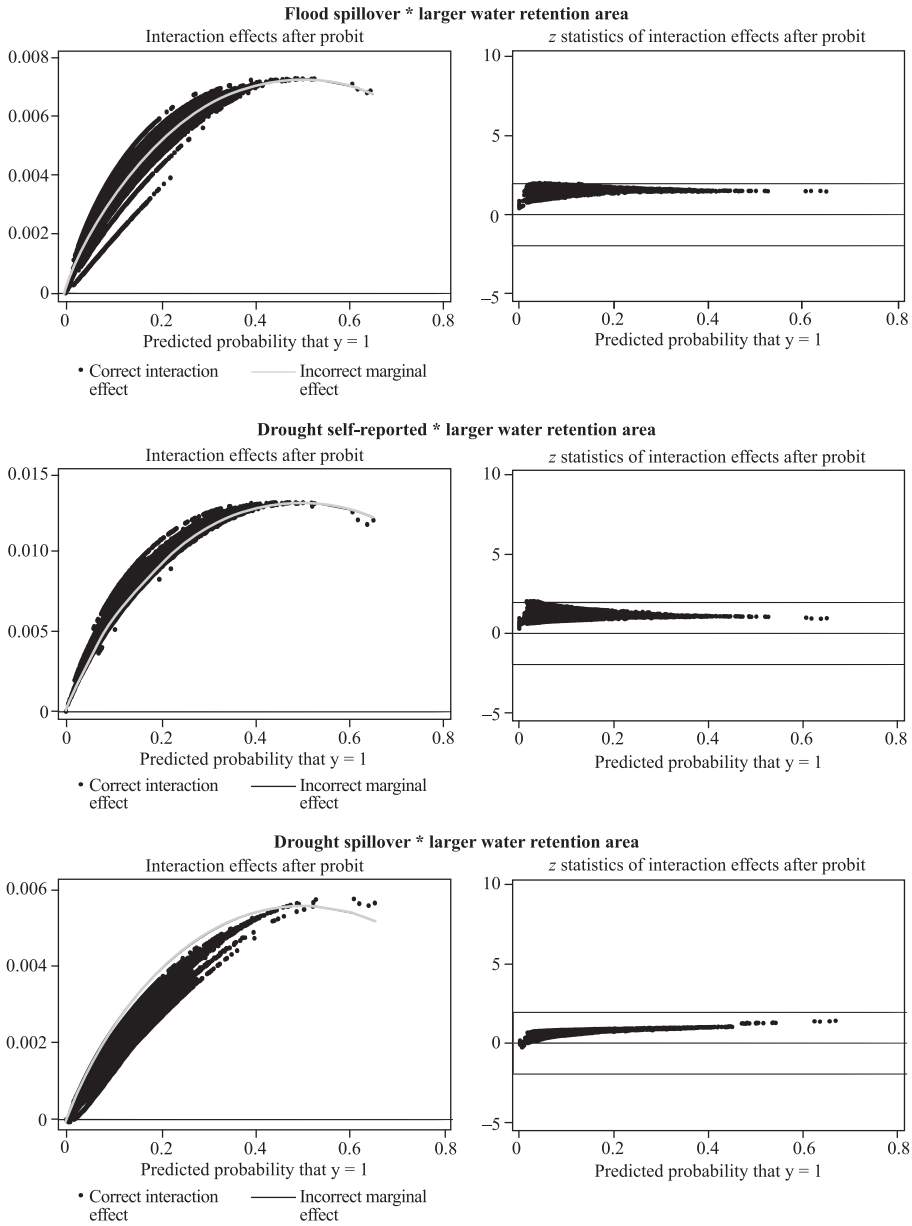 Flood spillover * larger water retention area
Interaction effects after probit
0.008
0.006
0.004
0.002
0
0 0.2 0.4 0.6 0.8
Predicted probability that y = 1
• Correct interaction effect
Incorrect marginal effect
z statistics of interaction effects after probit
10
5
0
–5
0 0.2 0.4 0.6 0.8
Predicted probability that y = 1
Drought self-reported * larger water retention area
Interaction effects after probit
0.015
0.010
0.005
0
0 0.2 0.4 0.6 0.8
Predicted probability that y = 1
• Correct interaction effect
Incorrect marginal effect
z statistics of interaction effects after probit
10
5
0
–5
0 0.2 0.4 0.6 0.8
Predicted probability that y = 1
Drought spillover * larger water retention area
Interaction effects after probit
0.006
0.004
0.002
0
0 0.2 0.4 0.6 0.8
Predicted probability that y = 1
• Correct interaction effect
Incorrect marginal effect
z statistics of interaction effects after probit
10
5
0
–5
0 0.2 0.4 0.6 0.8
Predicted probability that y = 1